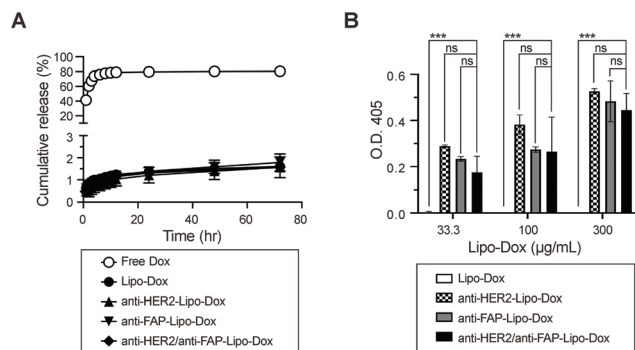 A
Cumulative release (%)
100
80
60
40
20
3
2
1
0
0
20
40
60
80
Time (hr)
Free Dox
Lipo-Dox
anti-HER2-Lipo-Dox
anti-FAP-Lipo-Dox
anti-HER2/anti-FAP-Lipo-Dox
B
***
ns
ns
***
ns
ns
***
ns
ns
O.D. 405
0.6
0.4
0.2
0.0
33.3
100
300
Lipo-Dox (μg/mL)
Lipo-Dox
anti-HER2-Lipo-Dox
anti-FAP-Lipo-Dox
anti-HER2/anti-FAP-Lipo-Dox